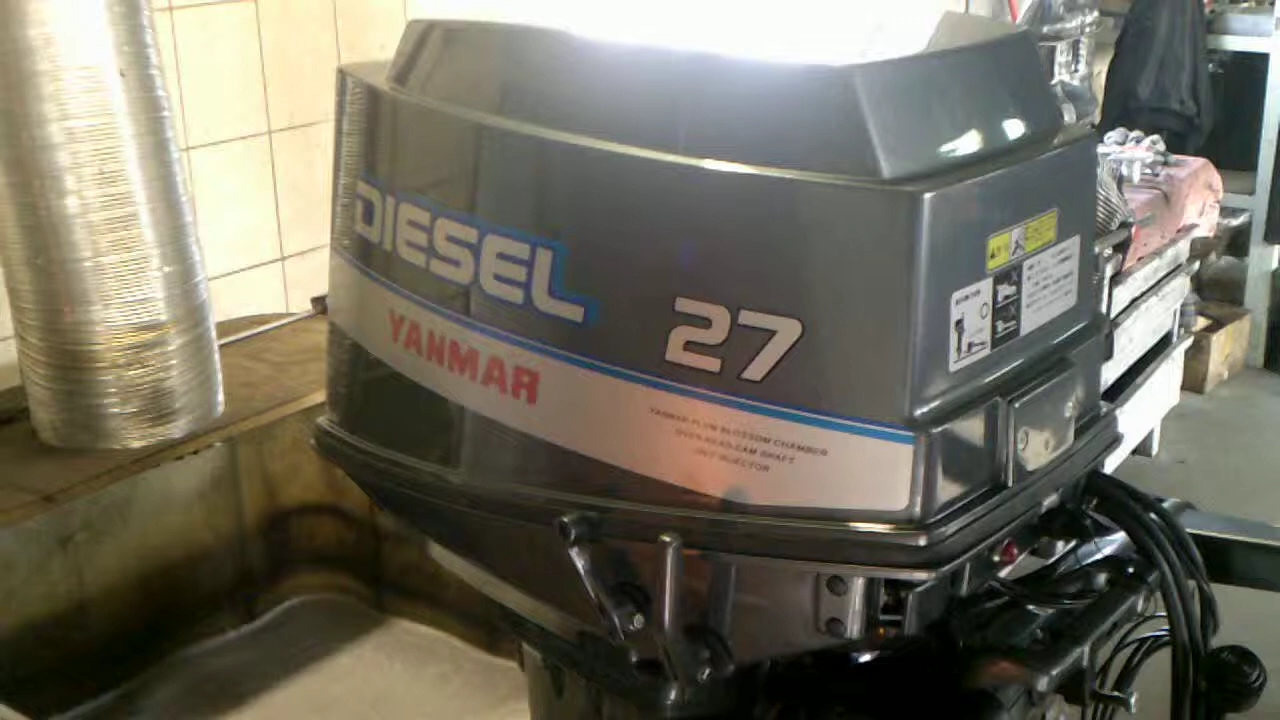 DIESEL
27
YANMAR
YANMAR PLUM BLOSSOM CHAMBER
OVERHEAD CAM SHAFT
UNIT INJECTOR